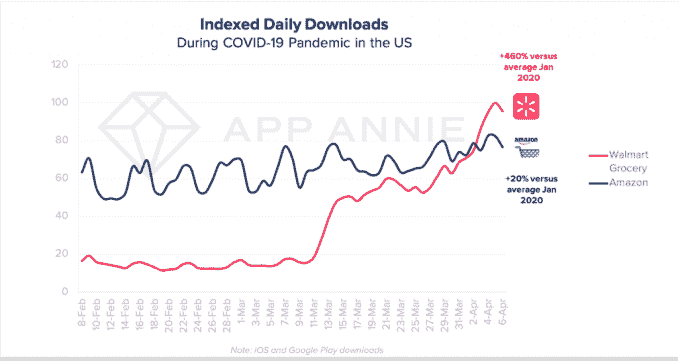 Indexed Daily Downloads
During COVID-19 Pandemic in the US
+460% versus
average Jan
2020
120
100
80
60
40
20
0
APP ANNIE
amazon
+20% versus
average Jan
2020
Walmart
Grocery
Amazon
8-Feb
10-Feb
12-Feb
14-Feb
16-Feb
18-Feb
20-Feb
22-Feb
24-Feb
26-Feb
28-Feb
1-Mar
3-Mar
5-Mar
7-Mar
9-Mar
11-Mar
13-Mar
15-Mar
17-Mar
19-Mar
21-Mar
23-Mar
25-Mar
27-Mar
29-Mar
31-Mar
2-Apr
4-Apr
6-Apr
Note: iOS and Google Play downloads